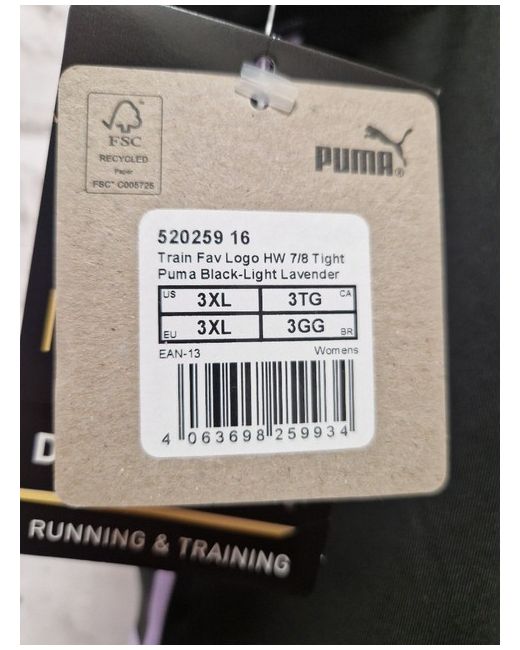 FSC
RECYCLED
Paper
FSC® C005725
PUMA®
520259 16
Train Fav Logo HW 7/8 Tight
Puma Black-Light Lavender
US 3XL 3TG CA
EU 3XL 3GG BR
EAN-13 Womens
4 063698 259934
D
RUNNING & TRAINING